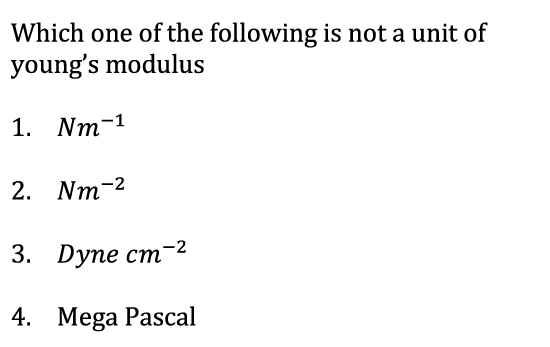 Which one of the following is not a unit of
young's modulus
1. Nm⁻¹
2. Nm⁻²
3. Dyne cm⁻²
4. Mega Pascal